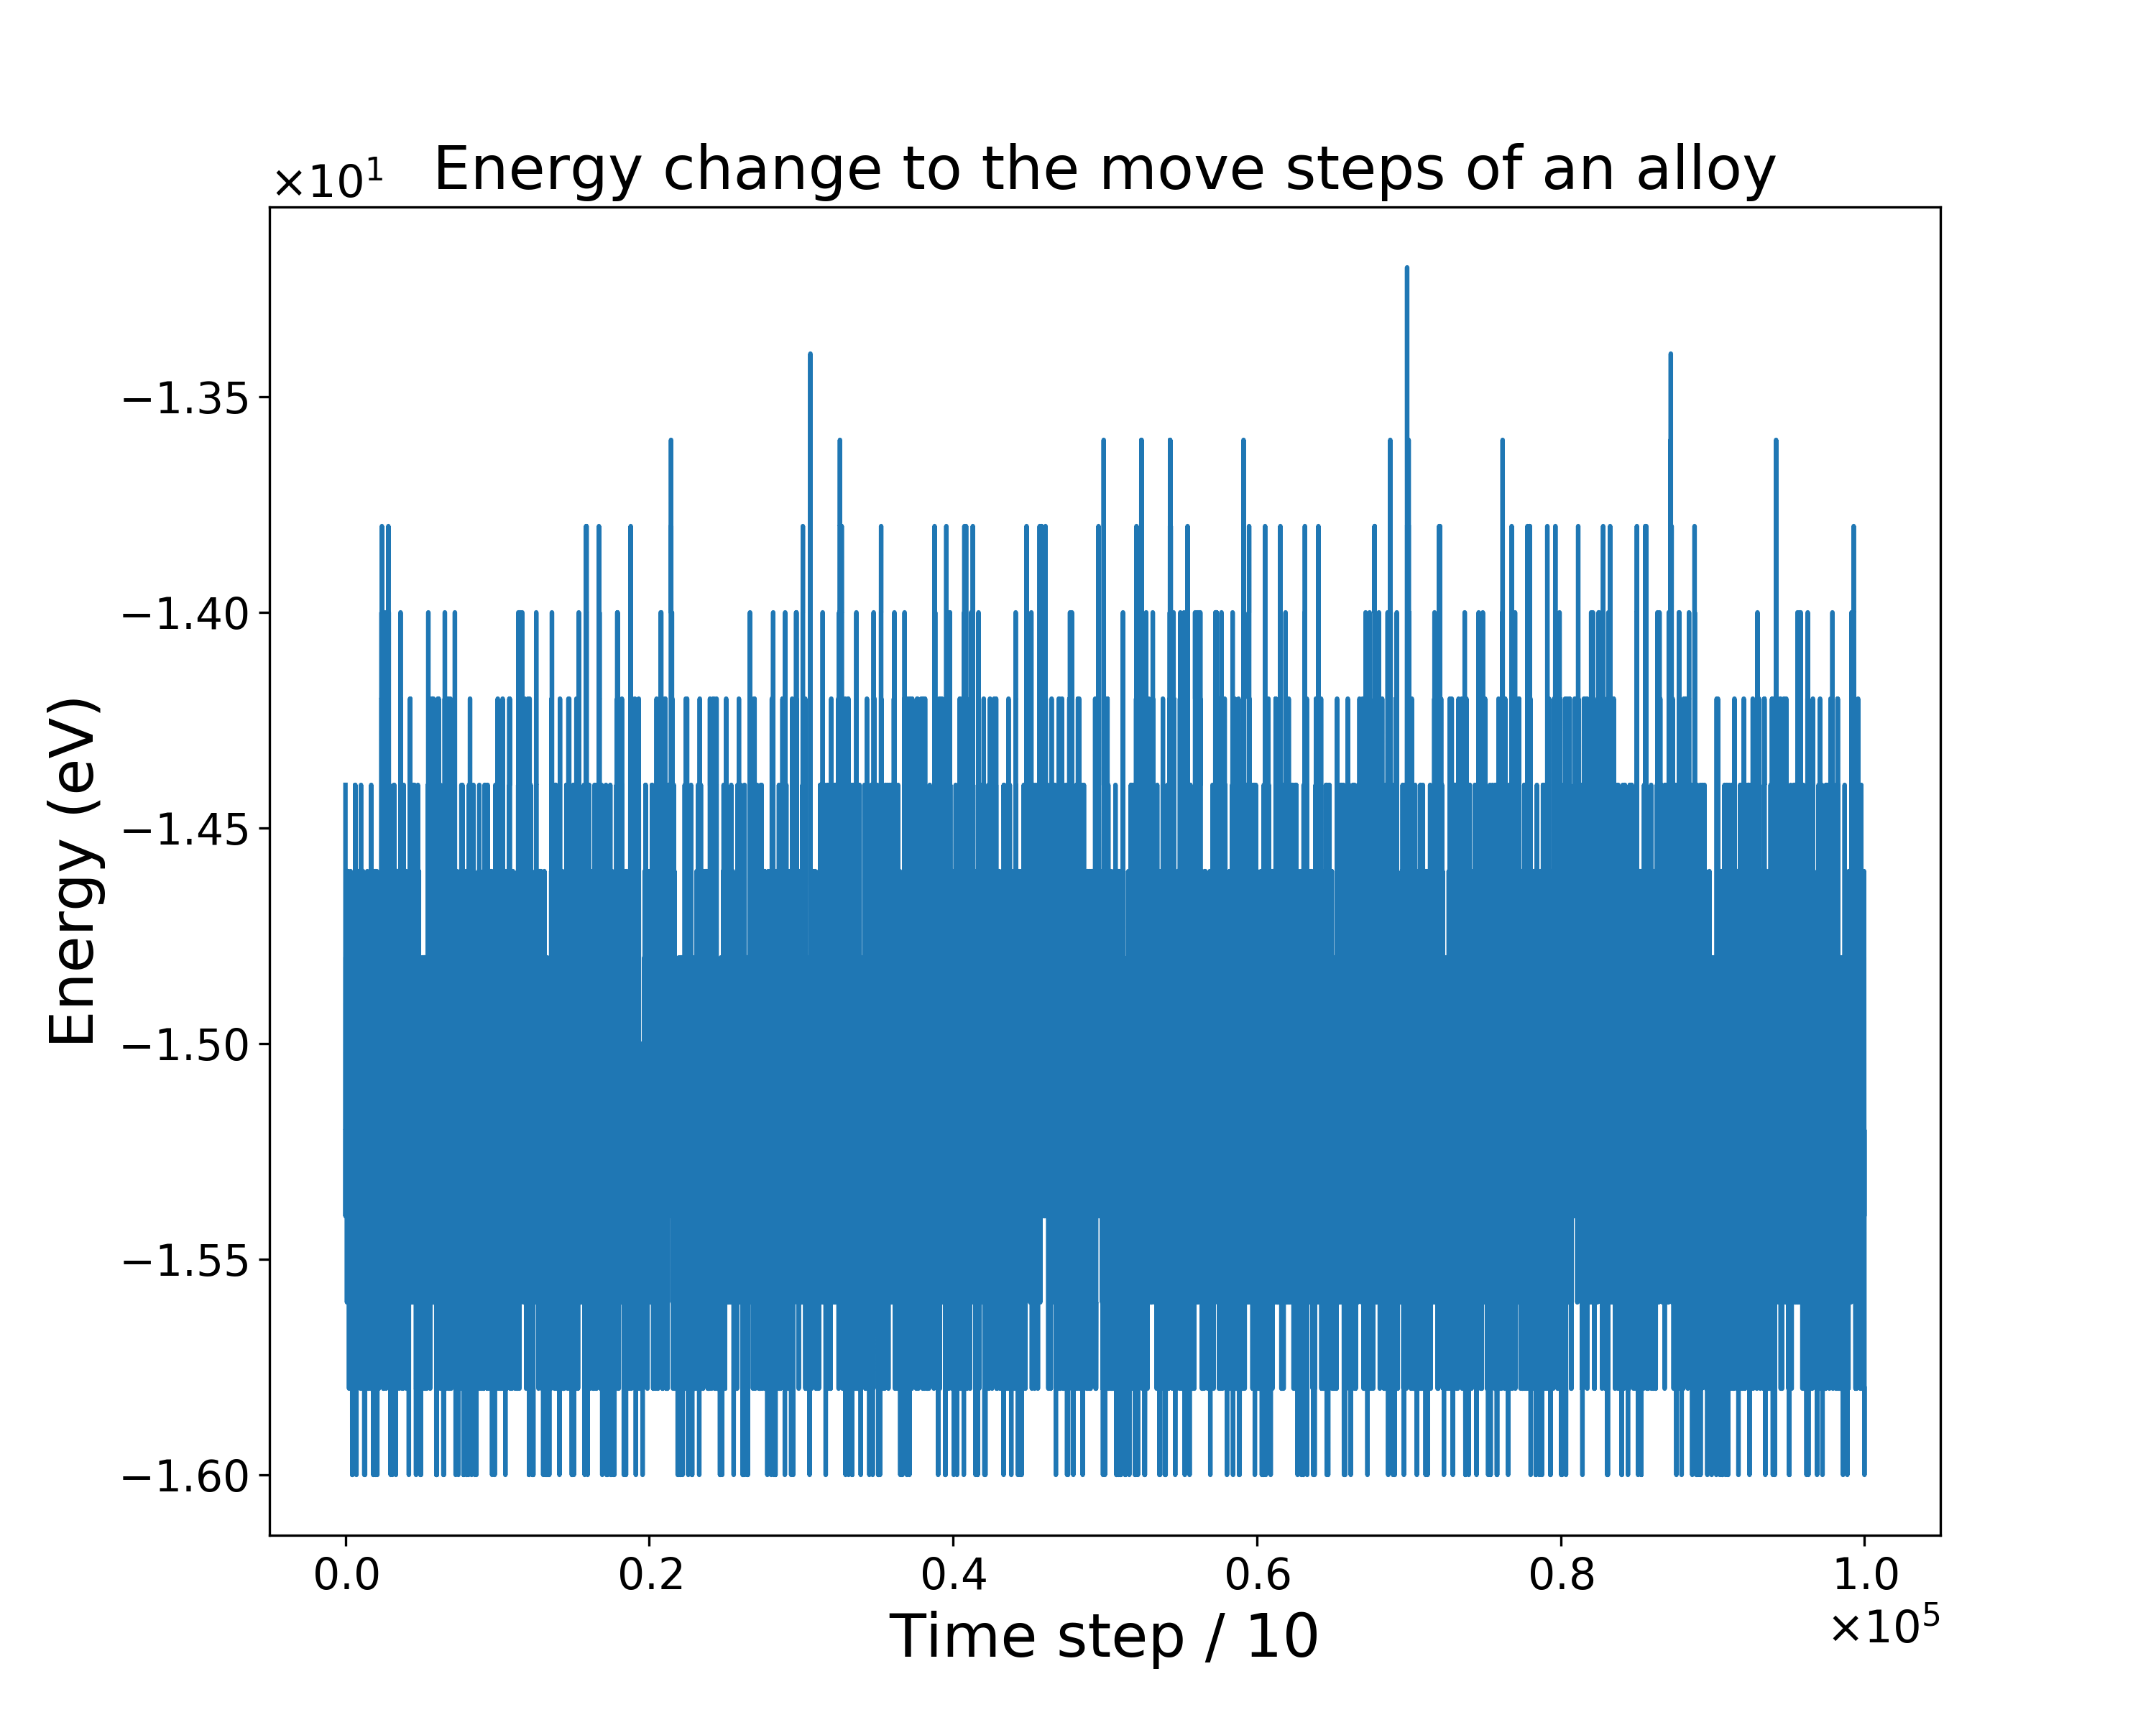 ×10¹
Energy change to the move steps of an alloy
−1.35
−1.40
−1.45
−1.50
−1.55
−1.60
Energy (eV)
0.0 0.2 0.4 0.6 0.8 1.0
×10⁵
Time step / 10